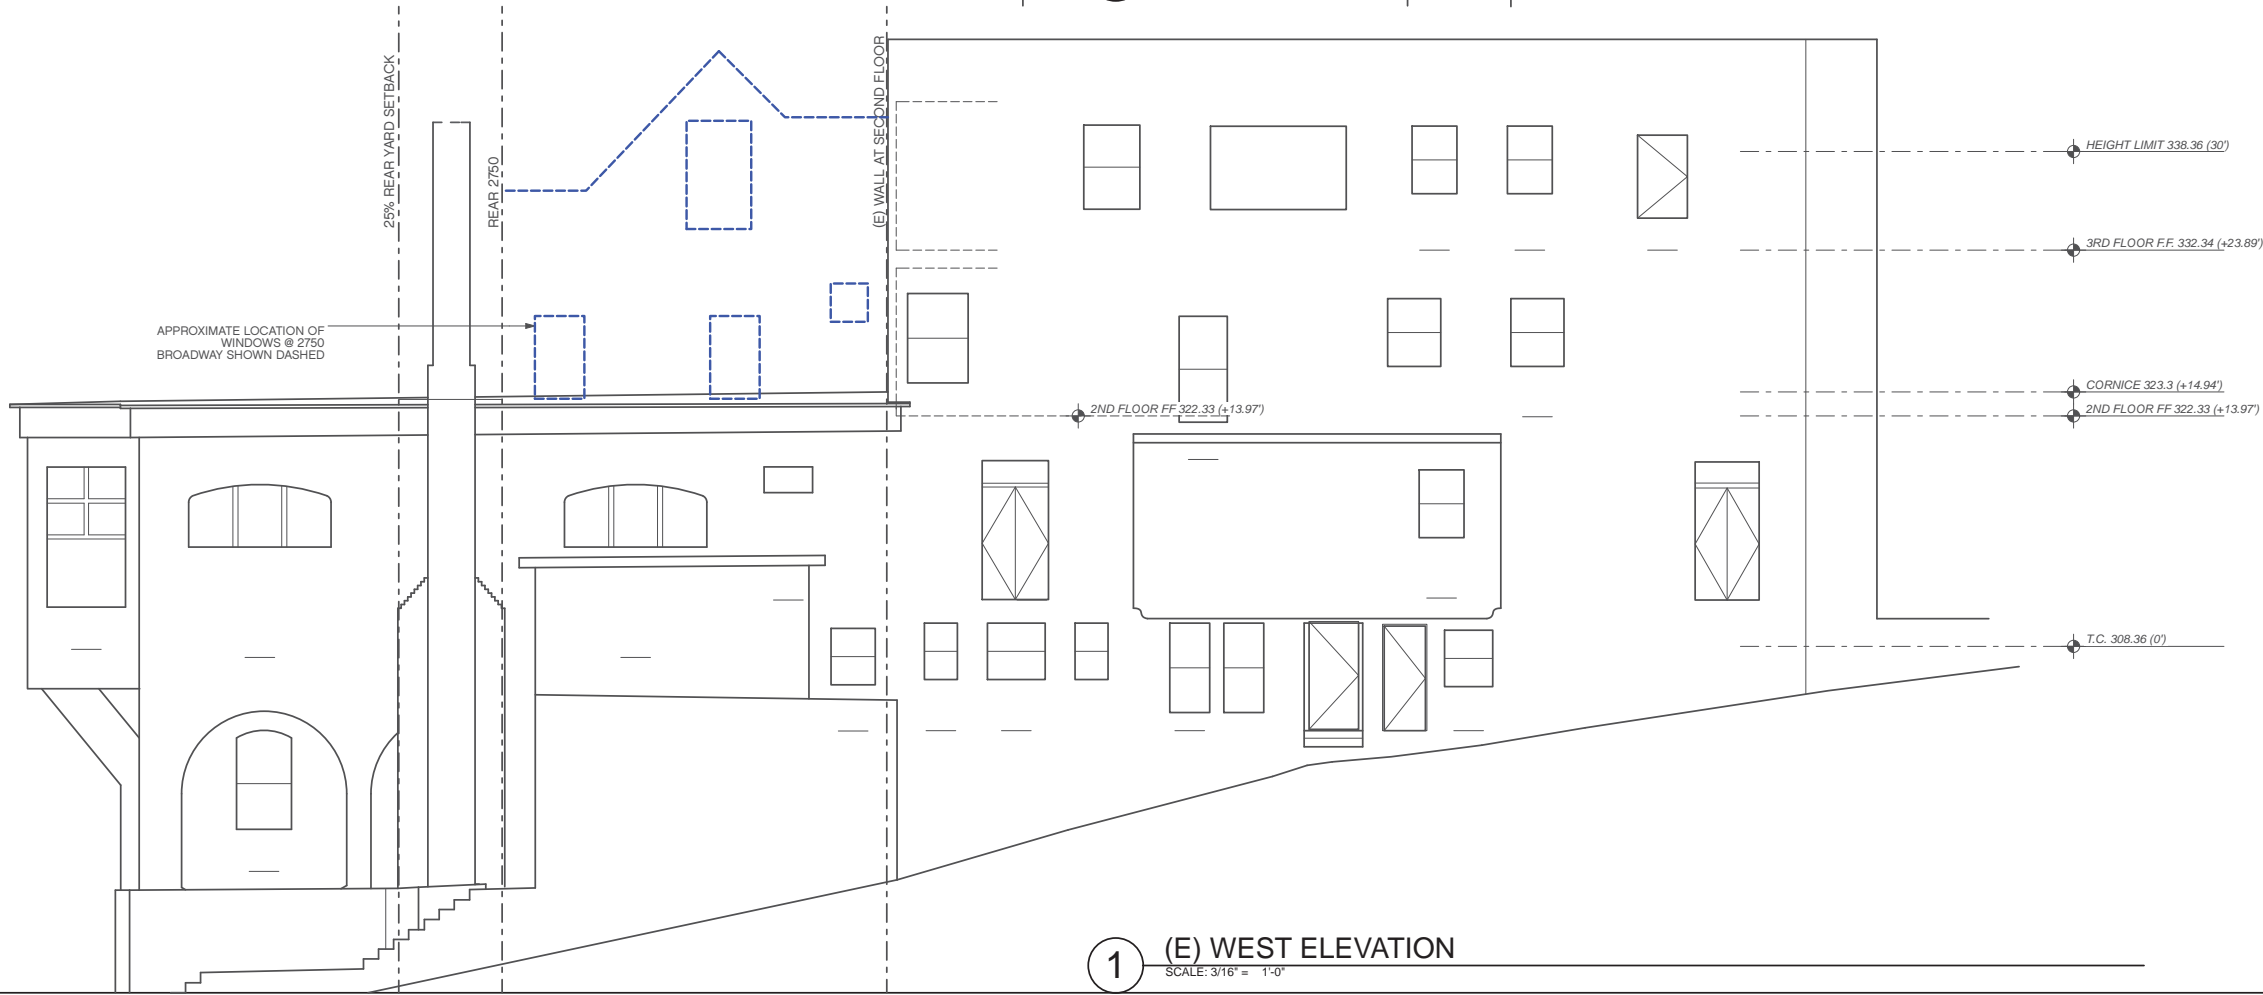 25% REAR YARD SETBACK
REAR 2750
(E) WALL AT SECOND FLOOR
HEIGHT LIMIT 338.36 (30')
3RD FLOOR F.F. 332.34 (+23.89')
APPROXIMATE LOCATION OF
WINDOWS @ 2750
BROADWAY SHOWN DASHED
CORNICE 323.3 (+14.94')
2ND FLOOR FF 322.33 (+13.97')
2ND FLOOR FF 322.33 (+13.97')
T.C. 308.36 (0')
1
(E) WEST ELEVATION
SCALE: 3/16" = 1'-0"